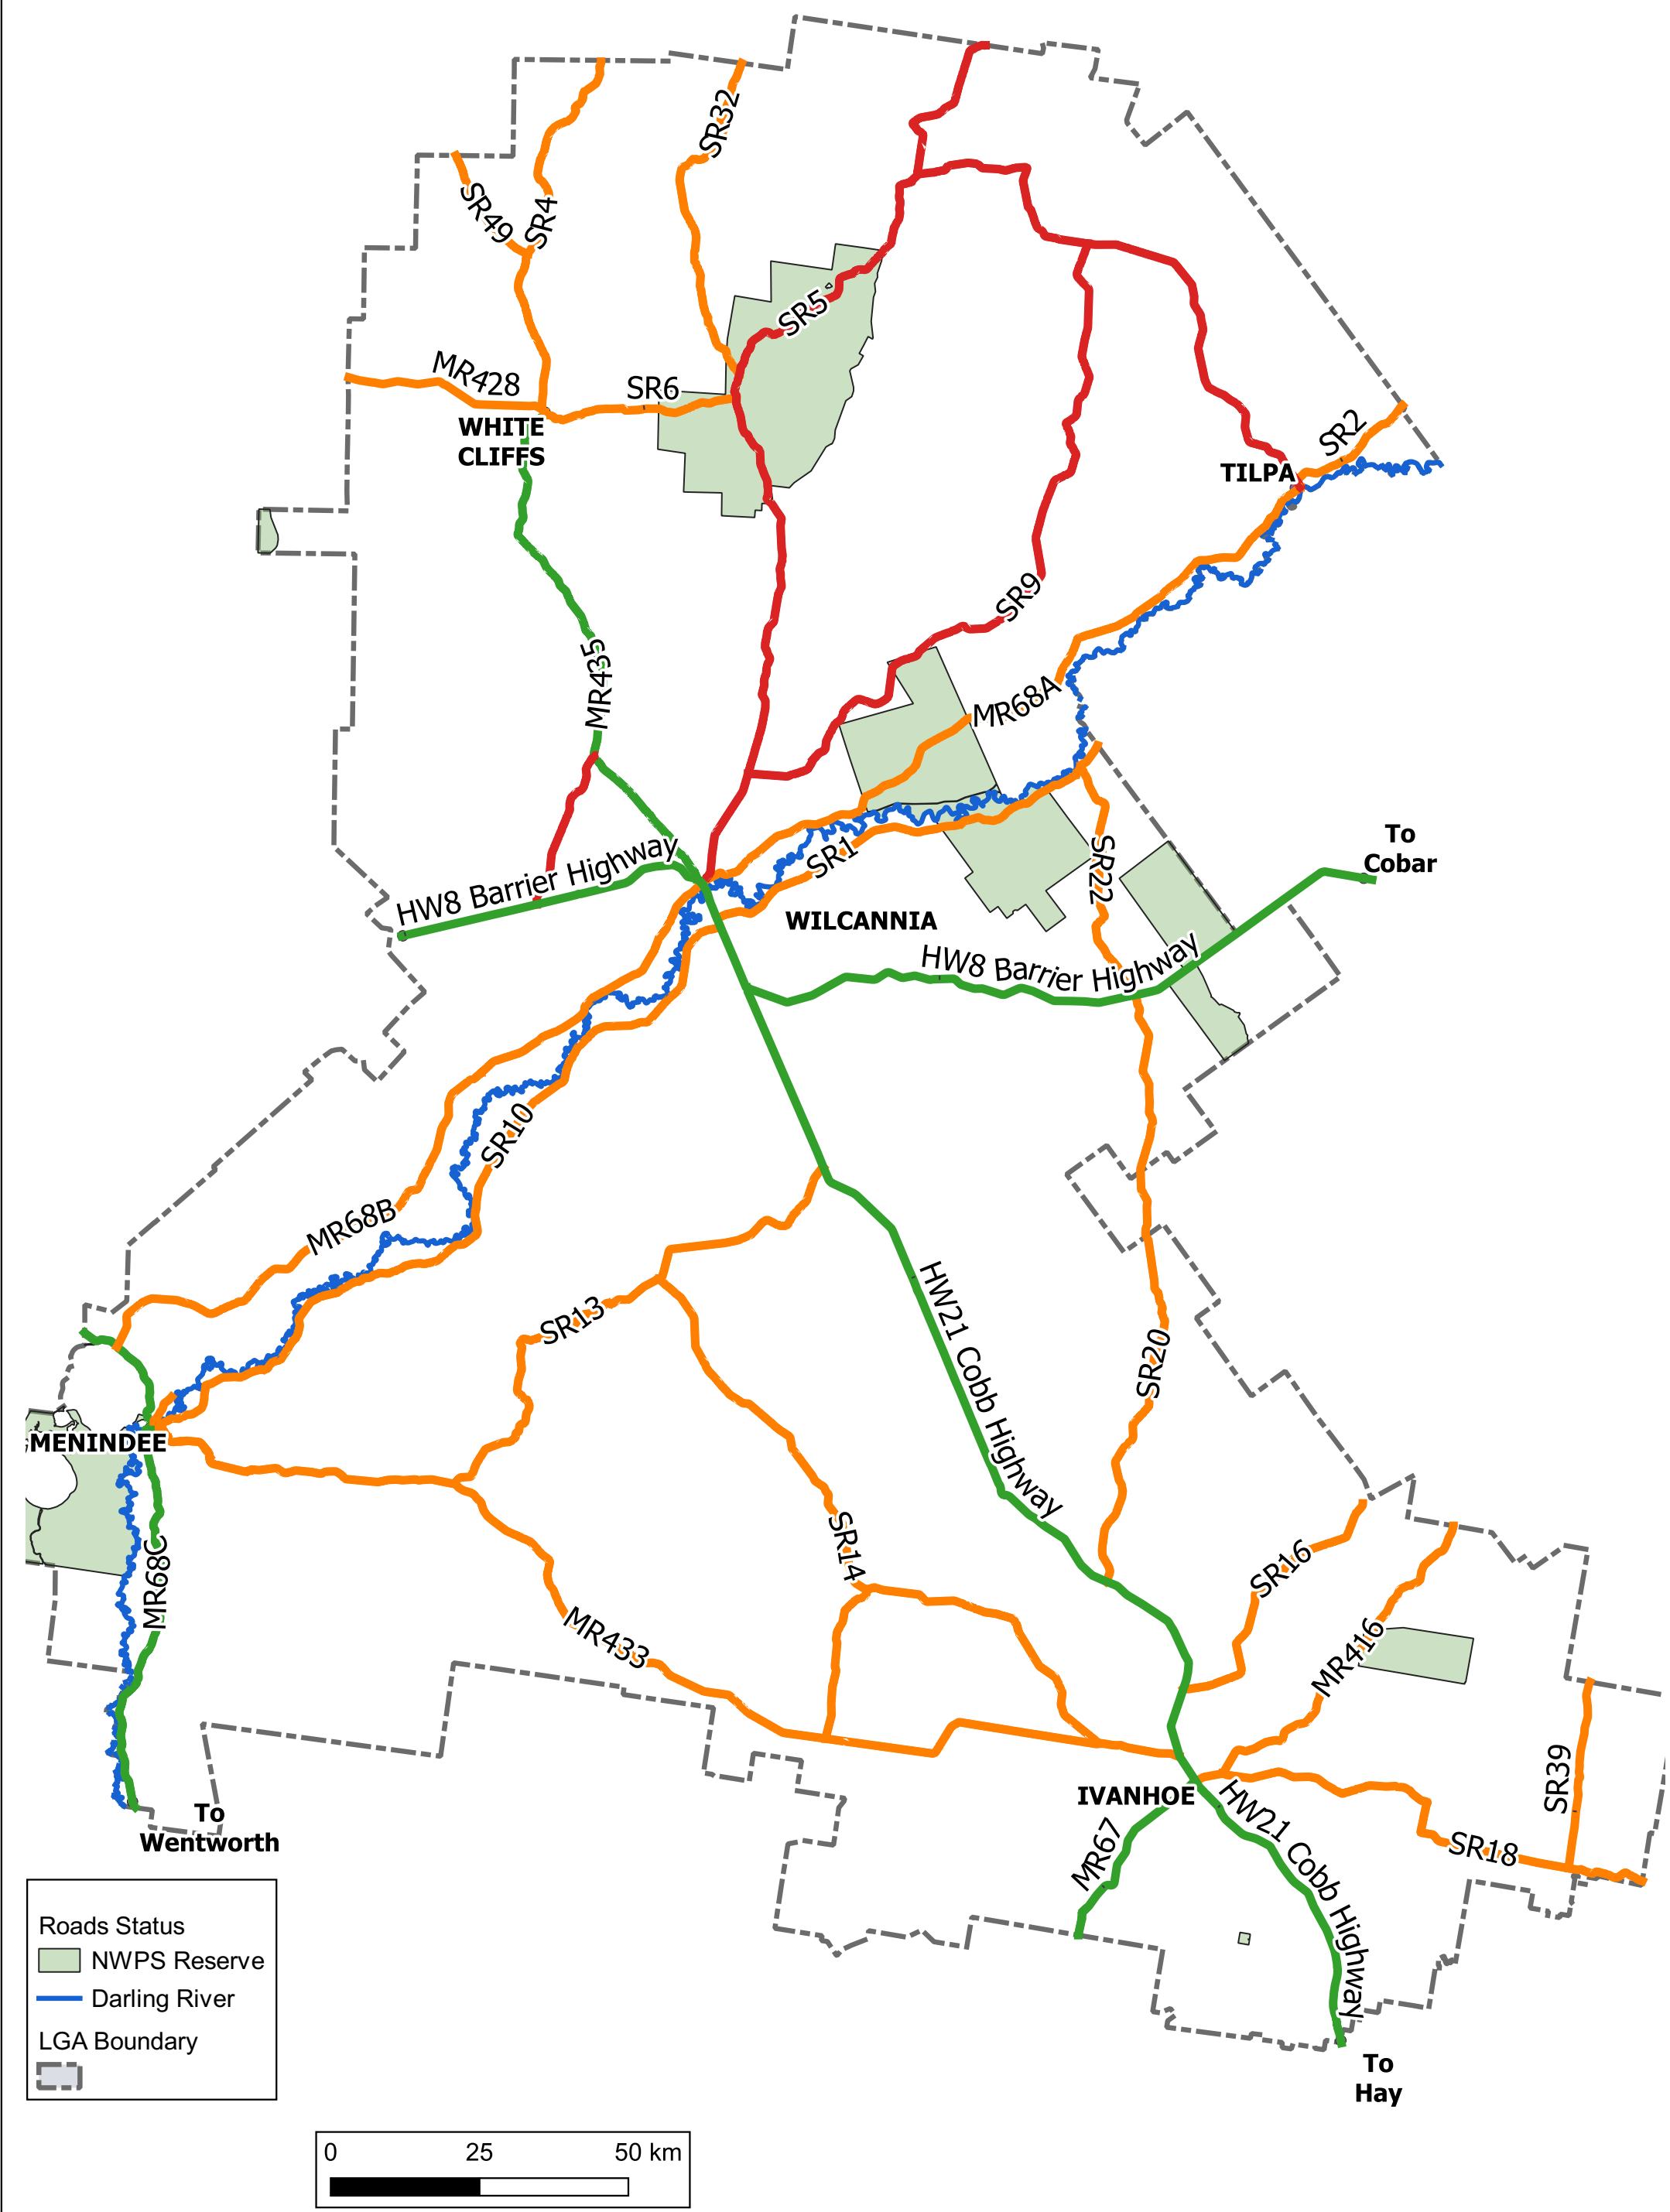 SR32
SR49
SR4
SR5
MR428
SR6
WHITE
CLIFFS
SR2
TILPA
SR9
MR435
MR68A
SR1
SR22
To
Cobar
HW8 Barrier Highway
WILCANNIA
HW8 Barrier Highway
SR10
MR68B
SR13
HW21 Cobb Highway
SR20
MENINDEE
SR14
SR16
MR68C
MR433
MR416
SR39
IVANHOE
HW21 Cobb Highway
To
Wentworth
MR67
SR18
Roads Status
NWPS Reserve
Darling River
LGA Boundary
To
Hay
0 25 50 km